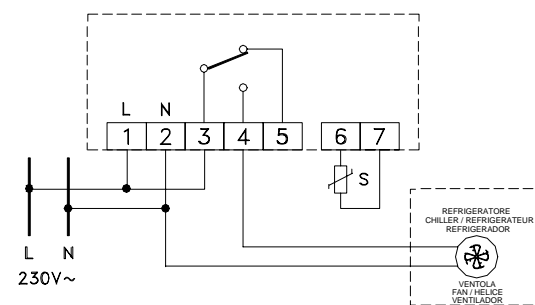 L N
1 2 3 4 5 6 7
S
L N
230V~
REFRIGERATORE
CHILLER / REFRIGERATEUR
REFRIGERADOR
VENTOLA
FAN / HELICE
VENTILADOR